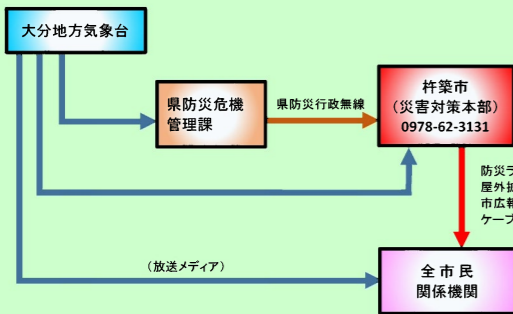 大分地方気象台
県防災危機
管理課
県防災行政無線
杵築市
(災害対策本部)
0978-62-3131
防災ラ
屋外拡
市広報
ケーブ
(放送メディア)
全市民
関係機関